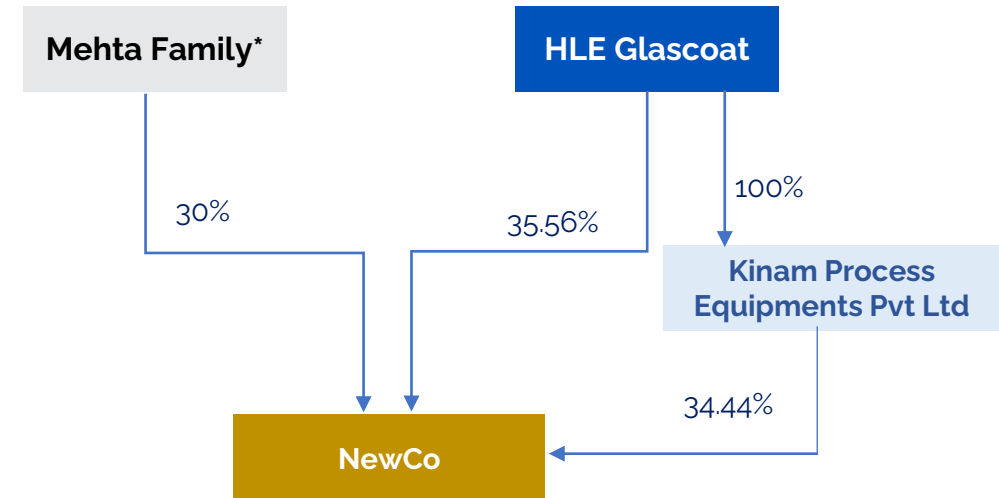 Mehta Family*
HLE Glascoat
30%
35.56%
100%
Kinam Process
Equipments Pvt Ltd
34.44%
NewCo